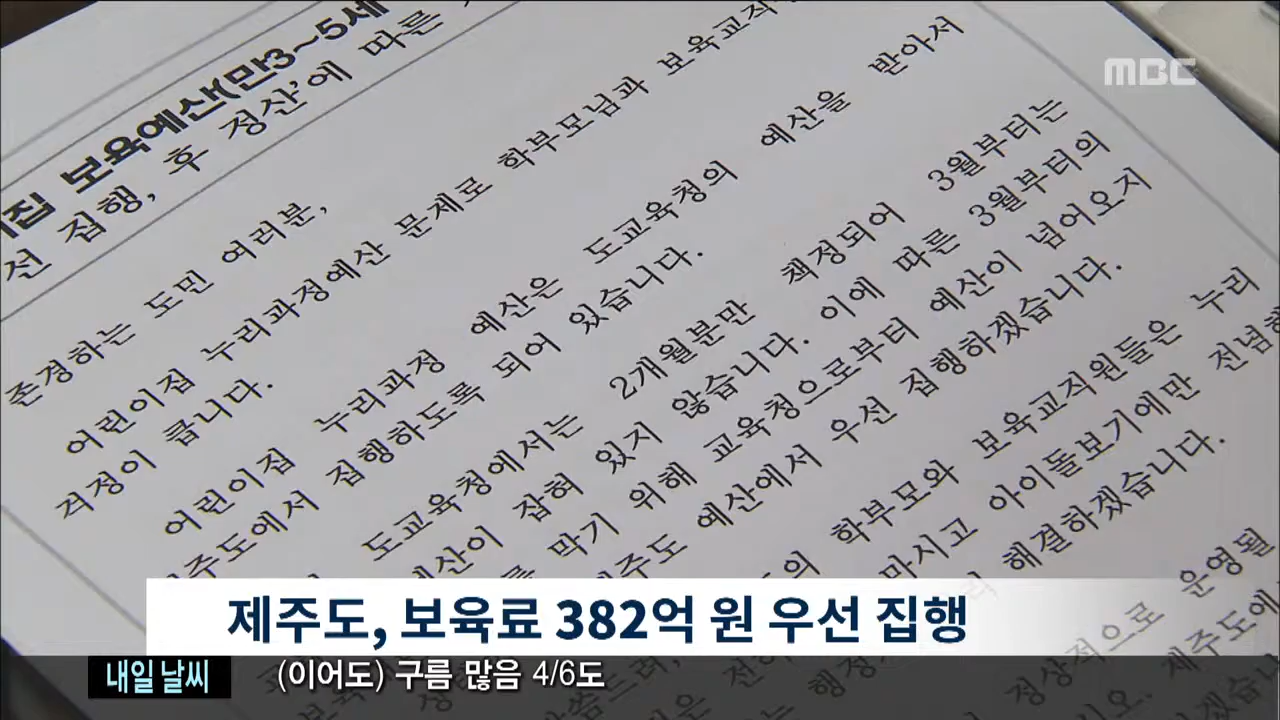 MBC
집 보육예산(만3~5세
선 집행, 후 정산'에 따른
존경하는 도민 여러분,
어린이집 누리과정예산 문제로 학부모님과 보육교직
걱정이 큽니다.
어린이집 누리과정 예산은 도교육청의 예산을 받아서
주도에서 집행하도록 되어 있습니다.
도교육청에서는 2개월분만 책정되어 3월부터는
예산이 잡혀 있지 않습니다. 이에 따른 3월부터의
막기 위해 교육청으로부터 예산이 넘어오지
주도 예산에서 우선 집행하겠습니다.
의 학부모와 보육교직원들은 누리
마시고 아이돌보기에만 전념
해결하겠습니다.
정상적으로 운영될
제주도에
제주도, 보육료 382억 원 우선 집행
내일 날씨 (이어도) 구름 많음 4/6도